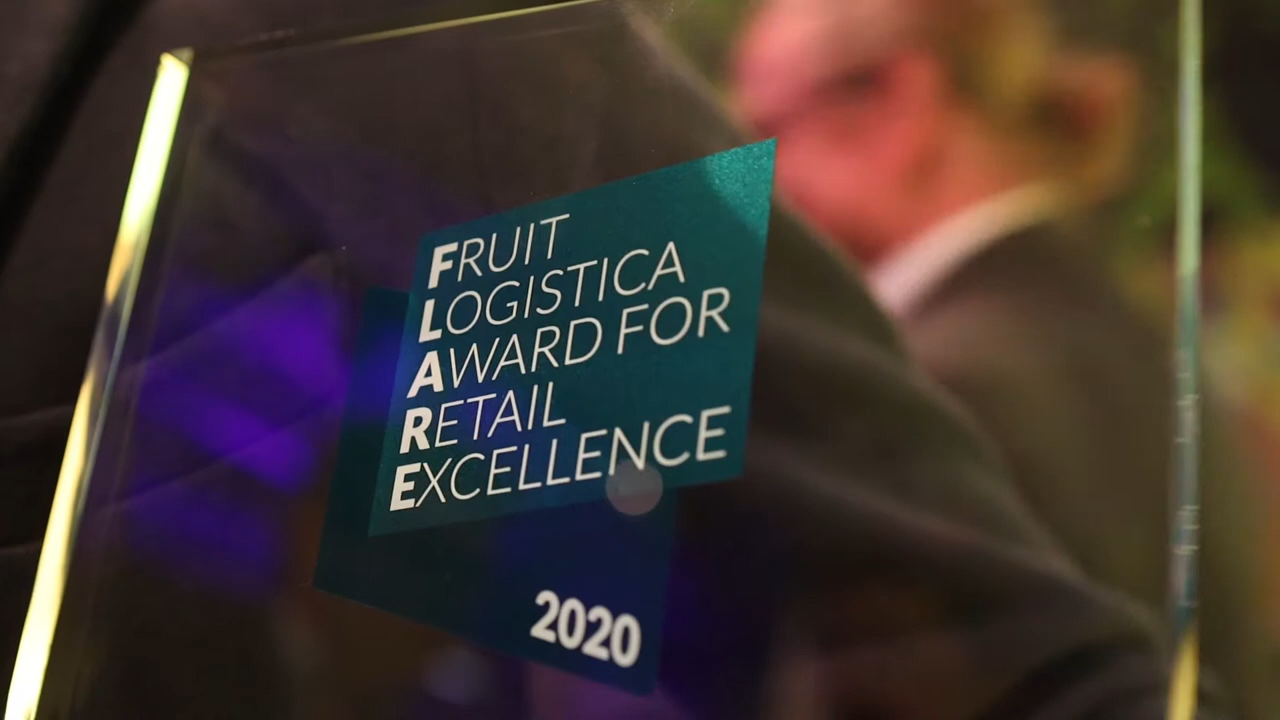 FRUIT
LOGISTICA
AWARD FOR
RETAIL
EXCELLENCE
2020